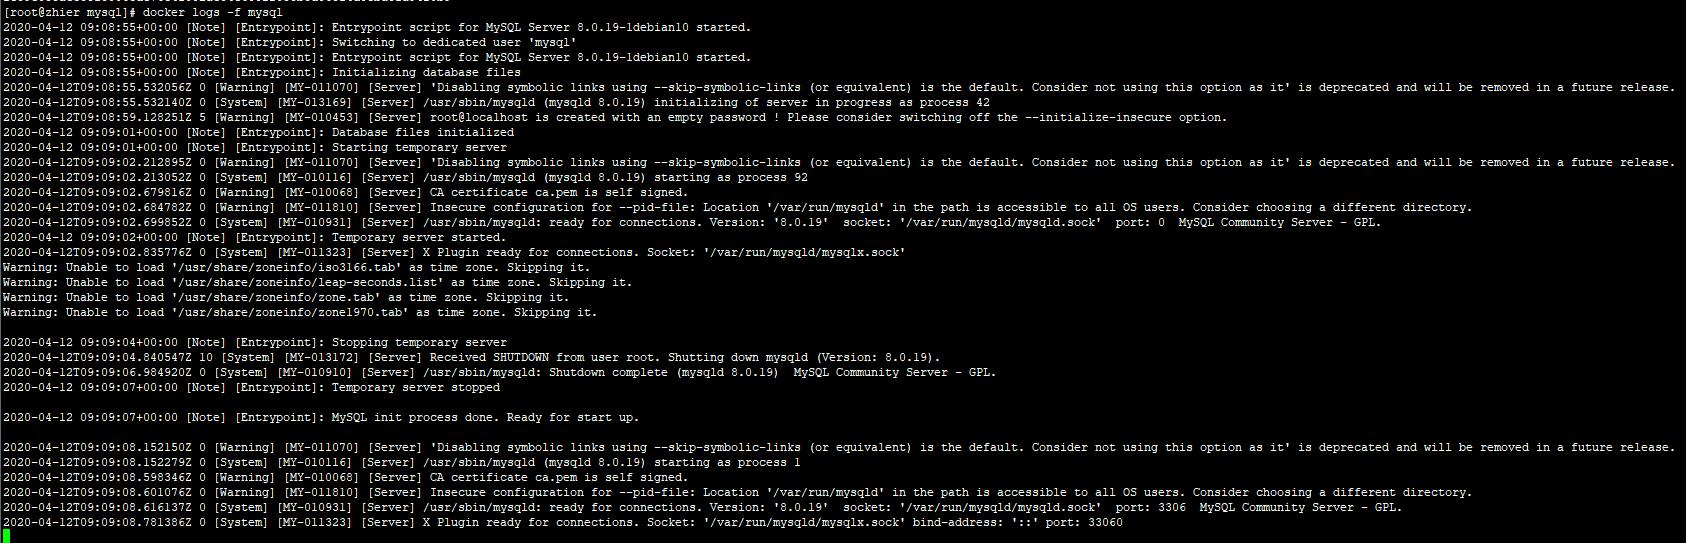 [root@zhier mysql]# docker logs -f mysql
2020-04-12 09:08:55+00:00 [Note] [Entrypoint]: Entrypoint script for MySQL Server 8.0.19-1debian10 started.
2020-04-12 09:08:55+00:00 [Note] [Entrypoint]: Switching to dedicated user 'mysql'
2020-04-12 09:08:55+00:00 [Note] [Entrypoint]: Entrypoint script for MySQL Server 8.0.19-1debian10 started.
2020-04-12 09:08:55+00:00 [Note] [Entrypoint]: Initializing database files
2020-04-12T09:08:55.532056Z 0 [Warning] [MY-011070] [Server] 'Disabling symbolic links using --skip-symbolic-links (or equivalent) is the default. Consider not using this option as it' is deprecated and will be removed in a future release.
2020-04-12T09:08:55.532140Z 0 [System] [MY-013169] [Server] /usr/sbin/mysqld (mysqld 8.0.19) initializing of server in progress as process 42
2020-04-12T09:08:59.128251Z 5 [Warning] [MY-010453] [Server] root@localhost is created with an empty password ! Please consider switching off the --initialize-insecure option.
2020-04-12 09:09:01+00:00 [Note] [Entrypoint]: Database files initialized
2020-04-12 09:09:01+00:00 [Note] [Entrypoint]: Starting temporary server
2020-04-12T09:09:02.212895Z 0 [Warning] [MY-011070] [Server] 'Disabling symbolic links using --skip-symbolic-links (or equivalent) is the default. Consider not using this option as it' is deprecated and will be removed in a future release.
2020-04-12T09:09:02.213052Z 0 [System] [MY-010116] [Server] /usr/sbin/mysqld (mysqld 8.0.19) starting as process 92
2020-04-12T09:09:02.679816Z 0 [Warning] [MY-010068] [Server] CA certificate ca.pem is self signed.
2020-04-12T09:09:02.684782Z 0 [Warning] [MY-011810] [Server] Insecure configuration for --pid-file: Location '/var/run/mysqld' in the path is accessible to all OS users. Consider choosing a different directory.
2020-04-12T09:09:02.699852Z 0 [System] [MY-010931] [Server] /usr/sbin/mysqld: ready for connections. Version: '8.0.19'  socket: '/var/run/mysqld/mysqld.sock'  port: 0  MySQL Community Server - GPL.
2020-04-12 09:09:02+00:00 [Note] [Entrypoint]: Temporary server started.
2020-04-12T09:09:02.835776Z 0 [System] [MY-011323] [Server] X Plugin ready for connections. Socket: '/var/run/mysqld/mysqlx.sock'
Warning: Unable to load '/usr/share/zoneinfo/iso3166.tab' as time zone. Skipping it.
Warning: Unable to load '/usr/share/zoneinfo/leap-seconds.list' as time zone. Skipping it.
Warning: Unable to load '/usr/share/zoneinfo/zone.tab' as time zone. Skipping it.
Warning: Unable to load '/usr/share/zoneinfo/zone1970.tab' as time zone. Skipping it.
2020-04-12 09:09:04+00:00 [Note] [Entrypoint]: Stopping temporary server
2020-04-12T09:09:04.840547Z 10 [System] [MY-013172] [Server] Received SHUTDOWN from user root. Shutting down mysqld (Version: 8.0.19).
2020-04-12T09:09:06.984920Z 0 [System] [MY-010910] [Server] /usr/sbin/mysqld: Shutdown complete (mysqld 8.0.19)  MySQL Community Server - GPL.
2020-04-12 09:09:07+00:00 [Note] [Entrypoint]: Temporary server stopped
2020-04-12 09:09:07+00:00 [Note] [Entrypoint]: MySQL init process done. Ready for start up.
2020-04-12T09:09:08.152150Z 0 [Warning] [MY-011070] [Server] 'Disabling symbolic links using --skip-symbolic-links (or equivalent) is the default. Consider not using this option as it' is deprecated and will be removed in a future release.
2020-04-12T09:09:08.152279Z 0 [System] [MY-010116] [Server] /usr/sbin/mysqld (mysqld 8.0.19) starting as process 1
2020-04-12T09:09:08.598346Z 0 [Warning] [MY-010068] [Server] CA certificate ca.pem is self signed.
2020-04-12T09:09:08.601076Z 0 [Warning] [MY-011810] [Server] Insecure configuration for --pid-file: Location '/var/run/mysqld' in the path is accessible to all OS users. Consider choosing a different directory.
2020-04-12T09:09:08.616137Z 0 [System] [MY-010931] [Server] /usr/sbin/mysqld: ready for connections. Version: '8.0.19'  socket: '/var/run/mysqld/mysqld.sock'  port: 3306  MySQL Community Server - GPL.
2020-04-12T09:09:08.781386Z 0 [System] [MY-011323] [Server] X Plugin ready for connections. Socket: '/var/run/mysqld/mysqlx.sock' bind-address: '::' port: 33060